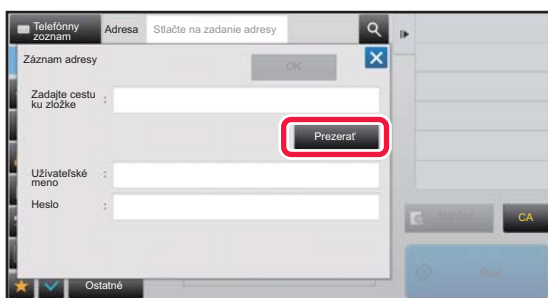 Telefónny
zoznam
Adresa
Stlačte na zadanie adresy
Záznam adresy
OK
Zadajte cestu
ku zložke
:
Prezerať
Užívateľské
meno
:
Heslo
:
Náhľad
CA
Štart
Ostatné